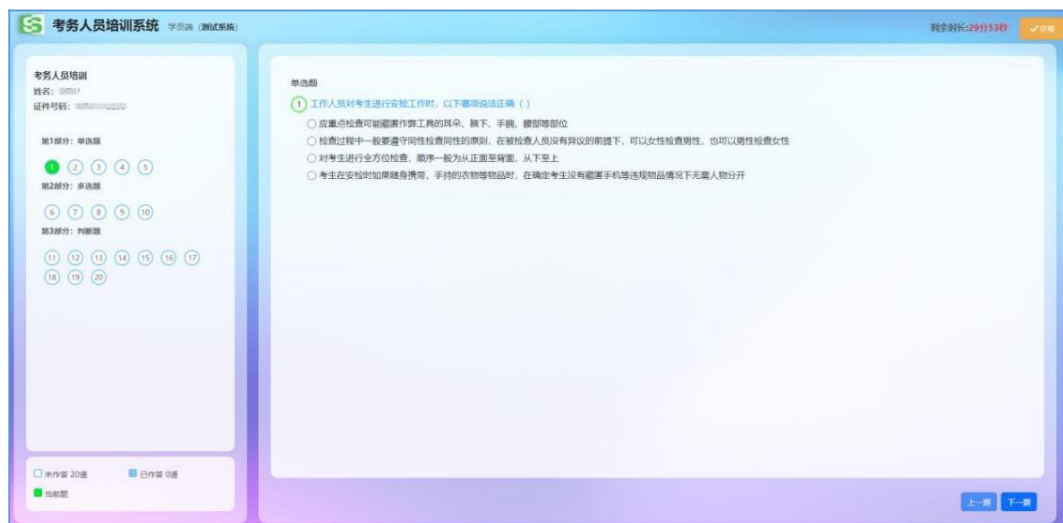 考务人员培训系统 学员端（测试系统）
剩余时长:29分53秒
考务人员培训
姓名：
证件号码：
第1部分：单选题
1 2 3 4 5
第2部分：多选题
6 7 8 9 10
第3部分：判断题
11 12 13 14 15 16 17
18 19 20
未作答 20道 已作答 0道
当前题
单选题
1 工作人员对考生进行安检工作时，以下哪项说法正确（ ）
应重点检查可能藏匿作弊工具的耳朵、腋下、手腕、腰部等部位
检查过程中一般要遵守同性检查同性的原则，在被检查人员没有异议的前提下，可以女性检查男性，也可以男性检查女性
对考生进行全方位检查，顺序一般为从正面至背面，从下至上
考生在安检时如果随身携带、手持的衣物等物品时，在确定考生没有藏匿手机等违规物品情况下无需人物分开
上一题 下一题